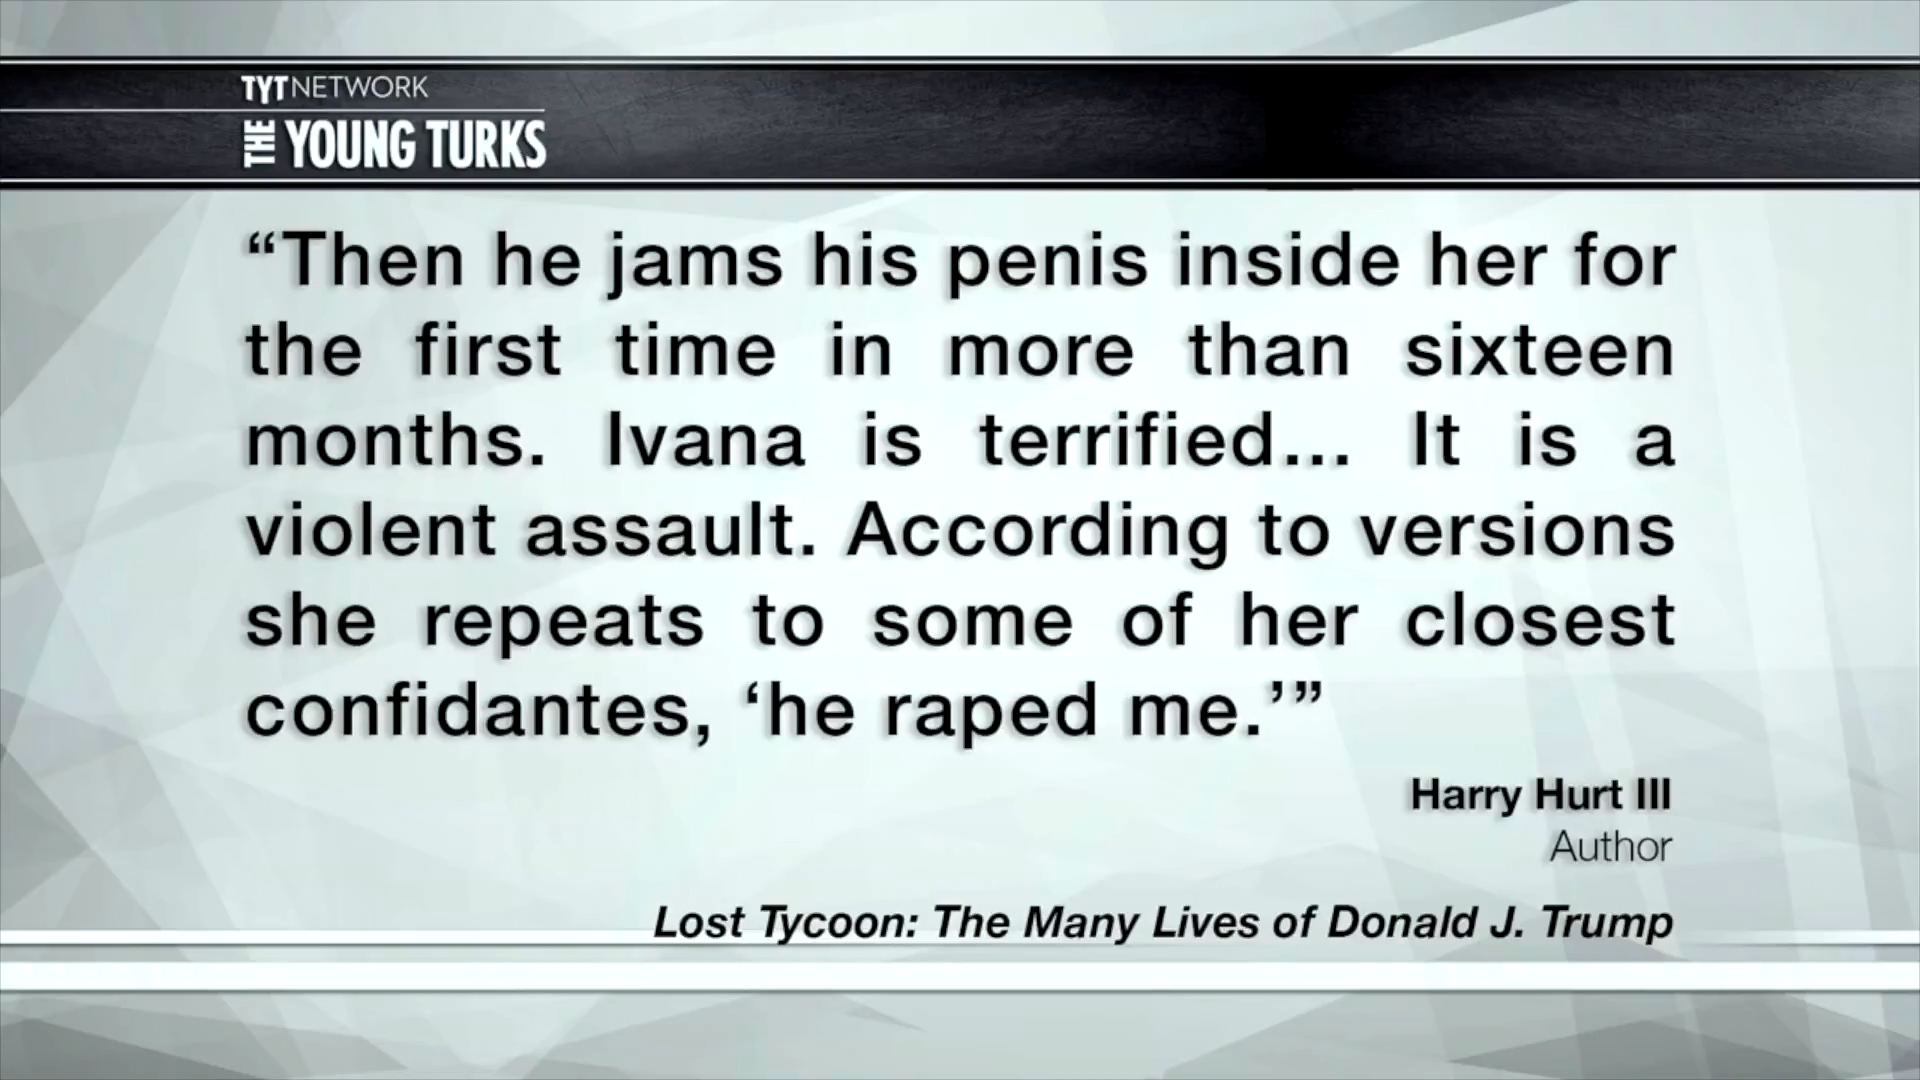 TYTNETWORK
THE YOUNG TURKS
“Then he jams his penis inside her for
the first time in more than sixteen
months. Ivana is terrified... It is a
violent assault. According to versions
she repeats to some of her closest
confidantes, ‘he raped me.’”
Harry Hurt III
Author
Lost Tycoon: The Many Lives of Donald J. Trump